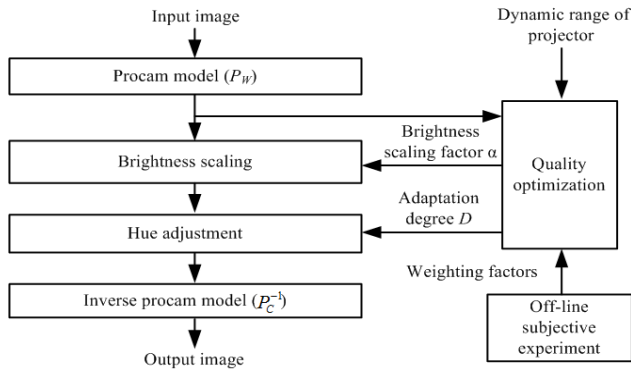 Input image
Dynamic range of
projector
Procam model (P_W)
Brightness
scaling factor α
Brightness scaling
Quality
optimization
Adaptation
degree D
Hue adjustment
Weighting factors
Inverse procam model (P_C^{-1})
Off-line
subjective
experiment
Output image